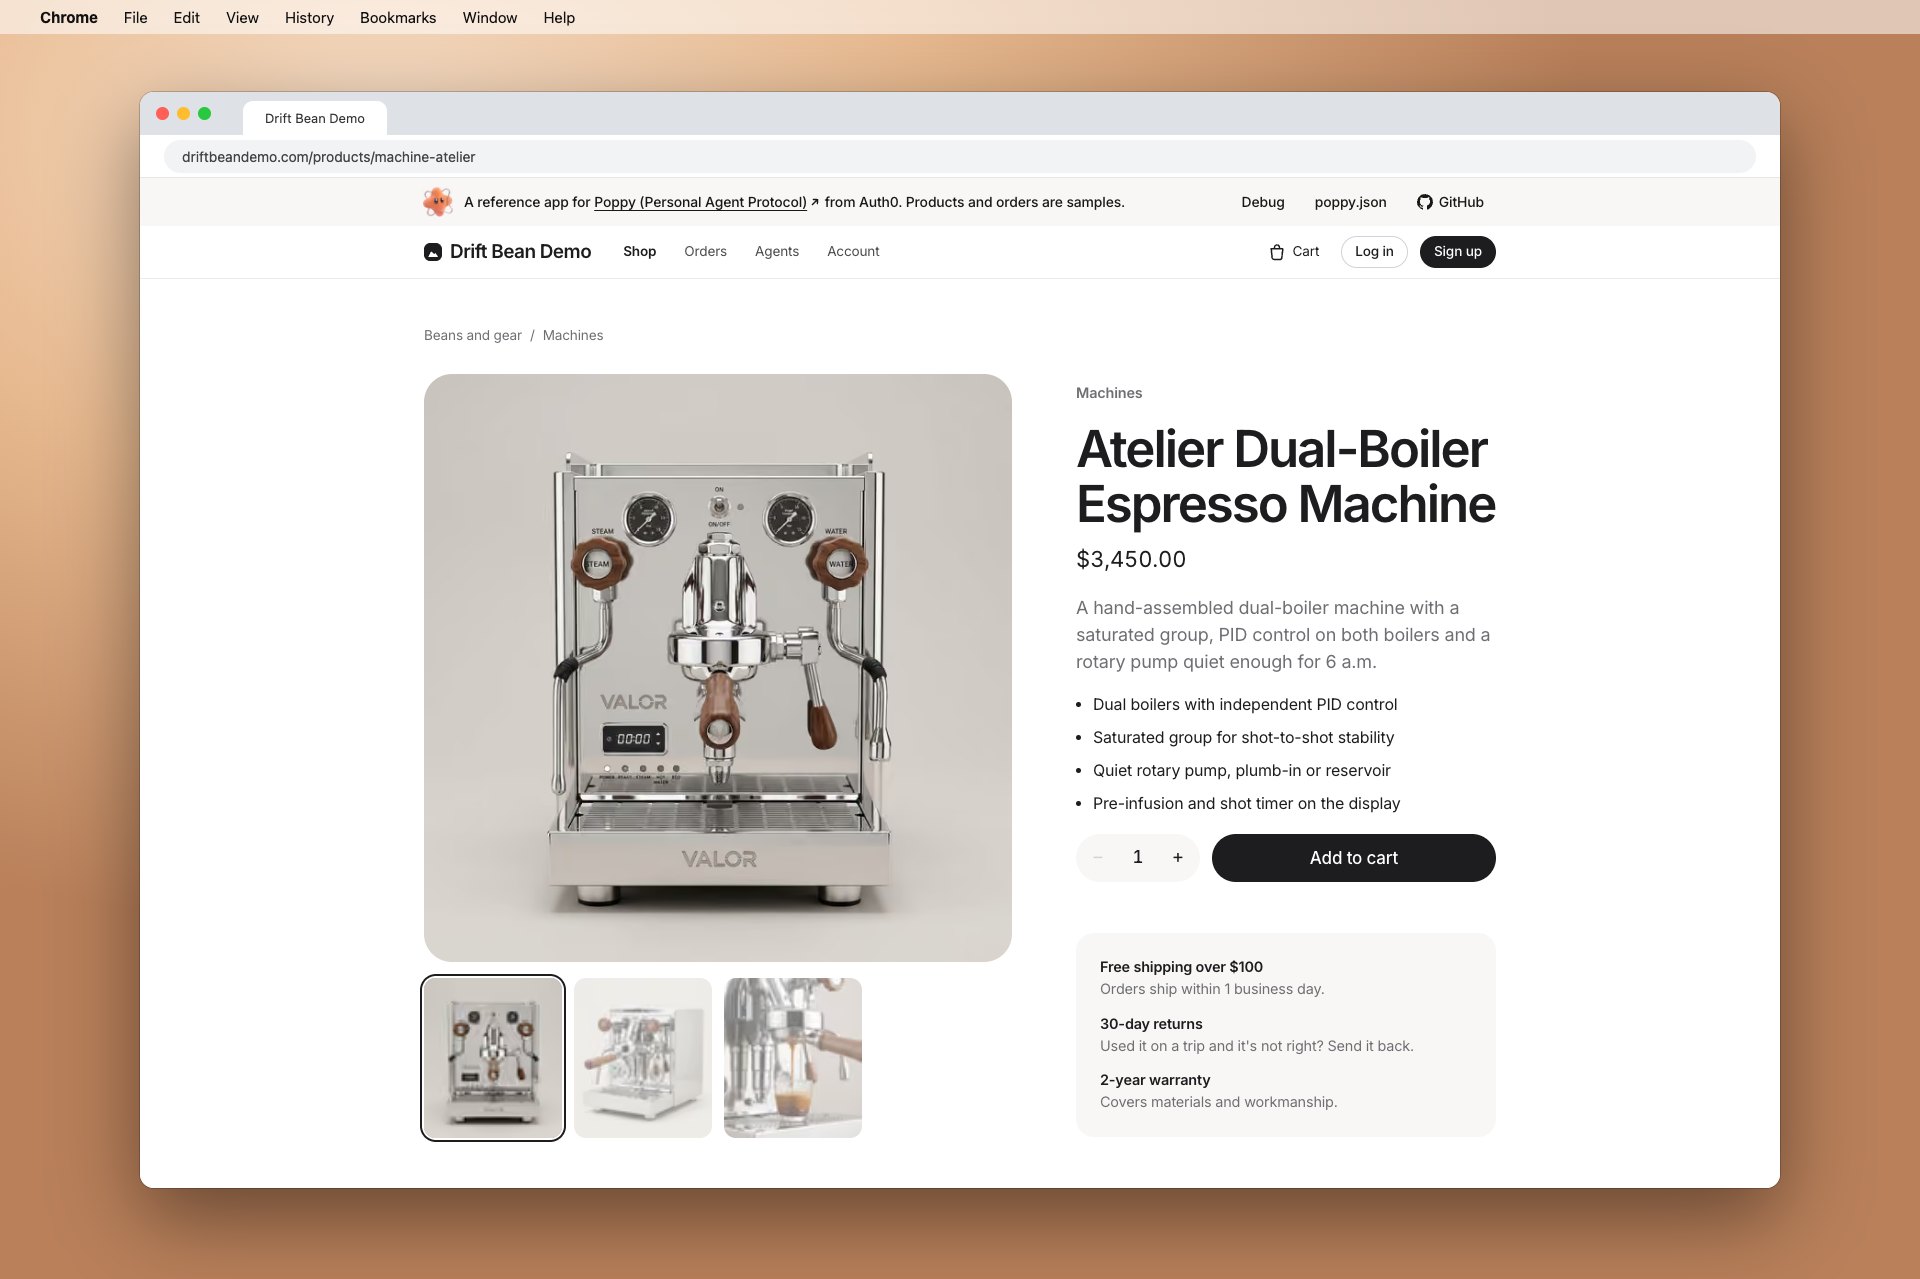 Chrome File Edit View History Bookmarks Window Help
Drift Bean Demo
driftbeandemo.com/products/machine-atelier
A reference app for Poppy (Personal Agent Protocol) ↗ from Auth0. Products and orders are samples.
Debug poppy.json GitHub
Drift Bean Demo Shop Orders Agents Account
Cart Log in Sign up
Beans and gear / Machines
ON
ON/OFF
STEAM
WATER
STEAM
WATER
VALOR
00:00
VALOR
Machines
Atelier Dual-Boiler
Espresso Machine
$3,450.00
A hand-assembled dual-boiler machine with a
saturated group, PID control on both boilers and a
rotary pump quiet enough for 6 a.m.
• Dual boilers with independent PID control
• Saturated group for shot-to-shot stability
• Quiet rotary pump, plumb-in or reservoir
• Pre-infusion and shot timer on the display
− 1 + Add to cart
Free shipping over $100
Orders ship within 1 business day.
30-day returns
Used it on a trip and it's not right? Send it back.
2-year warranty
Covers materials and workmanship.